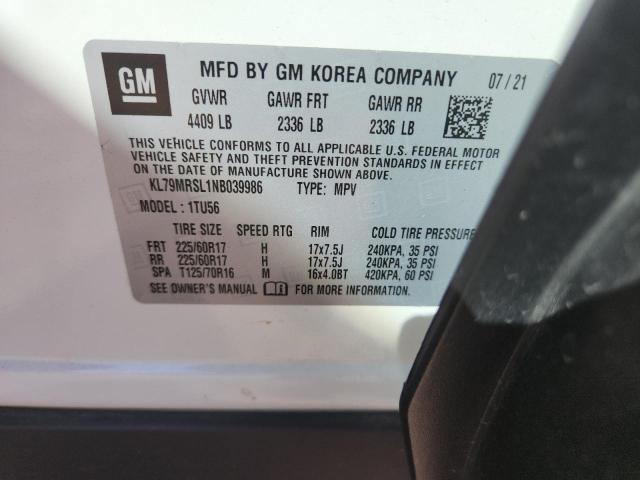 GM
MFD BY GM KOREA COMPANY 07/21
GVWR GAWR FRT GAWR RR
4409 LB 2336 LB 2336 LB
THIS VEHICLE CONFORMS TO ALL APPLICABLE U.S. FEDERAL MOTOR
VEHICLE SAFETY AND THEFT PREVENTION STANDARDS IN EFFECT
ON THE DATE OF MANUFACTURE SHOWN ABOVE.
KL79MRSL1NB039986 TYPE: MPV
MODEL: 1TU56
TIRE SIZE SPEED RTG RIM COLD TIRE PRESSURE
FRT 225/60R17 H 17x7.5J 240KPA, 35 PSI
RR 225/60R17 H 17x7.5J 240KPA, 35 PSI
SPA T125/70R16 M 16x4.0BT 420KPA, 60 PSI
SEE OWNER'S MANUAL FOR MORE INFORMATION.